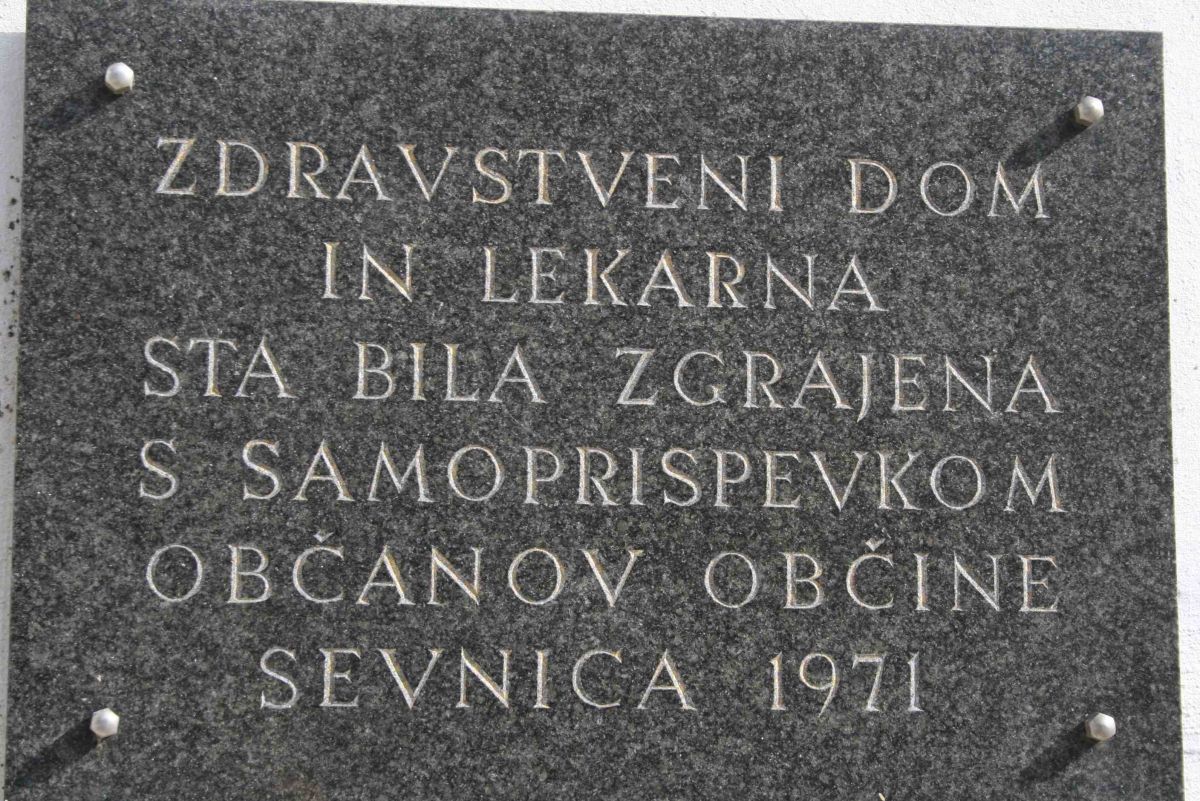 ZDRAVSTVENI DOM
IN LEKARNA
STA BILA ZGRAJENA
S SAMOPRISPEVKOM
OBČANOV OBČINE
SEVNICA 1971